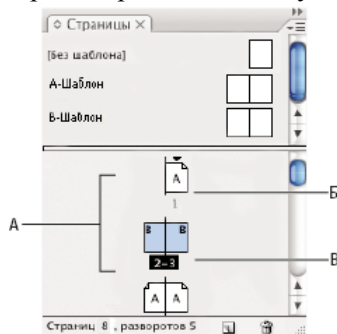 Страницы
[Без шаблона]
А-Шаблон
В-Шаблон
А
A
Б
1
B B
2-3
В
A A
Страниц 8 , разворотов 5